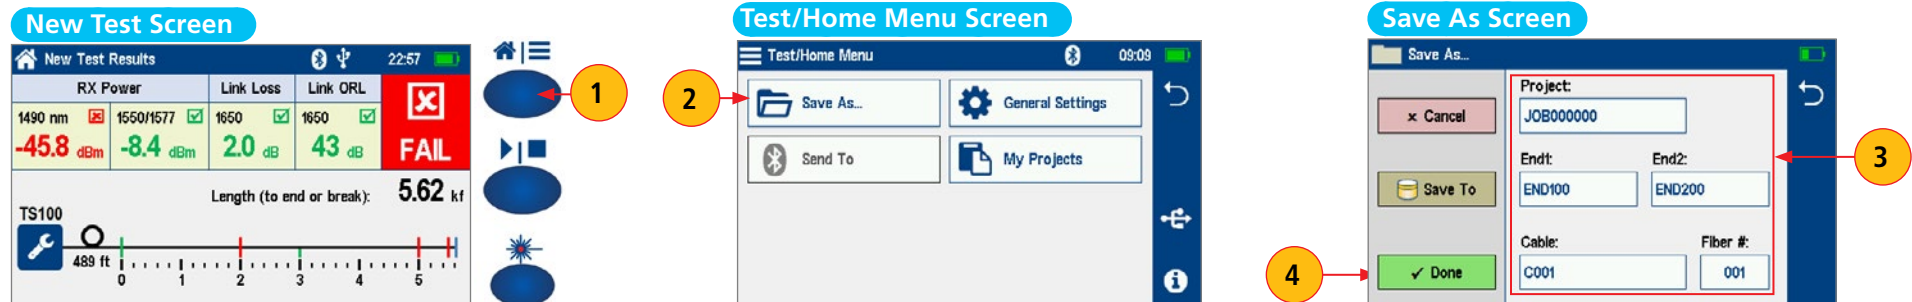 New Test Screen
New Test Results
22:57
RX Power
Link Loss
Link ORL
1490 nm
1550/1577
1650
1650
-45.8 dBm
-8.4 dBm
2.0 dB
43 dB
FAIL
Length (to end or break):
5.62 kf
TS100
489 ft
0 1 2 3 4 5
1
Test/Home Menu Screen
Test/Home Menu
09:09
2
Save As...
General Settings
Send To
My Projects
Save As Screen
Save As...
Project:
x Cancel
JOB000000
End1:
End2:
3
Save To
END100
END200
Cable:
Fiber #:
4
✓ Done
C001
001